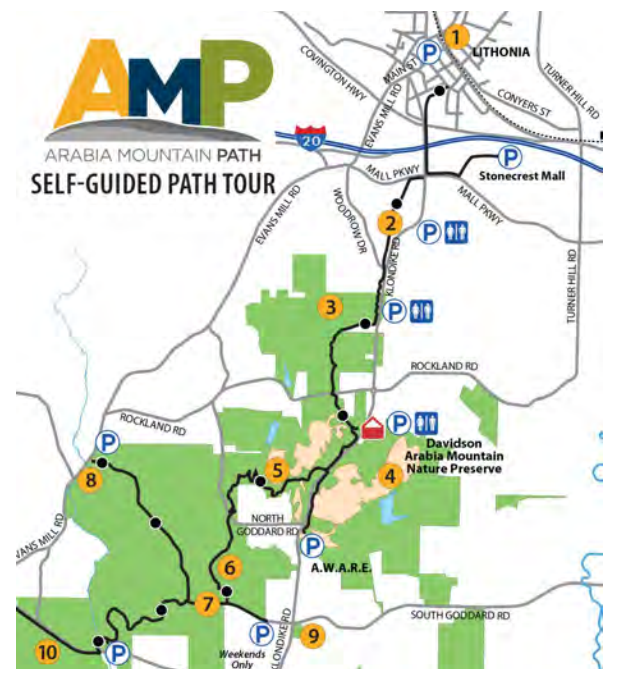 AMP
ARABIA MOUNTAIN PATH
SELF-GUIDED PATH TOUR
1
P
LITHONIA
MAIN ST
COVINGTON HWY
EVANS MILL RD
CONYERS ST
TURNER HILL RD
20
MALL PKWY
P
Stonecrest Mall
MALL PKWY
EVANS MILL RD
WOODROW DR
2
P
KLONDIKE RD
TURNER HILL RD
3
P
ROCKLAND RD
ROCKLAND RD
P
Davidson
Arabia Mountain
Nature Preserve
P
8
5
4
NORTH
GODDARD RD
P
A.W.A.R.E.
VANS MILL RD
6
7
SOUTH GODDARD RD
P
9
Weekends
Only
KLONDIKE RD
10
P